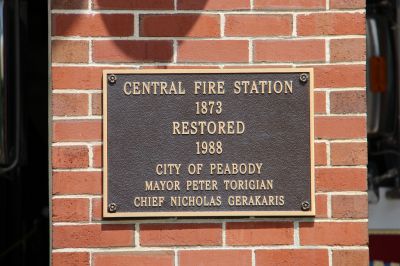 CENTRAL FIRE STATION
1873
RESTORED
1988
CITY OF PEABODY
MAYOR PETER TORIGIAN
CHIEF NICHOLAS GERAKARIS